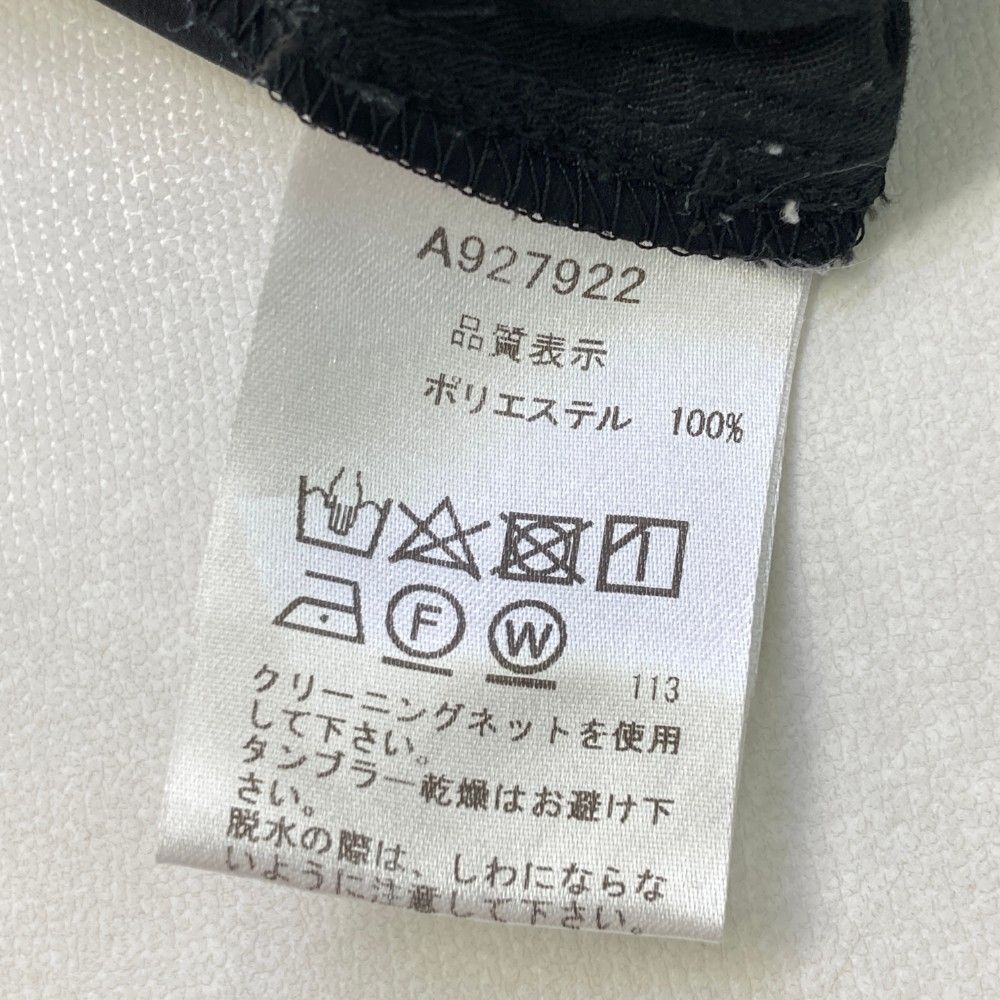 A927922
品質表示
ポリエステル 100%
F W
113
クリーニングネットを使用
して下さい。
タンブラー乾燥はお避け下
さい。
脱水の際は、しわにならな
いように注意して下さい。